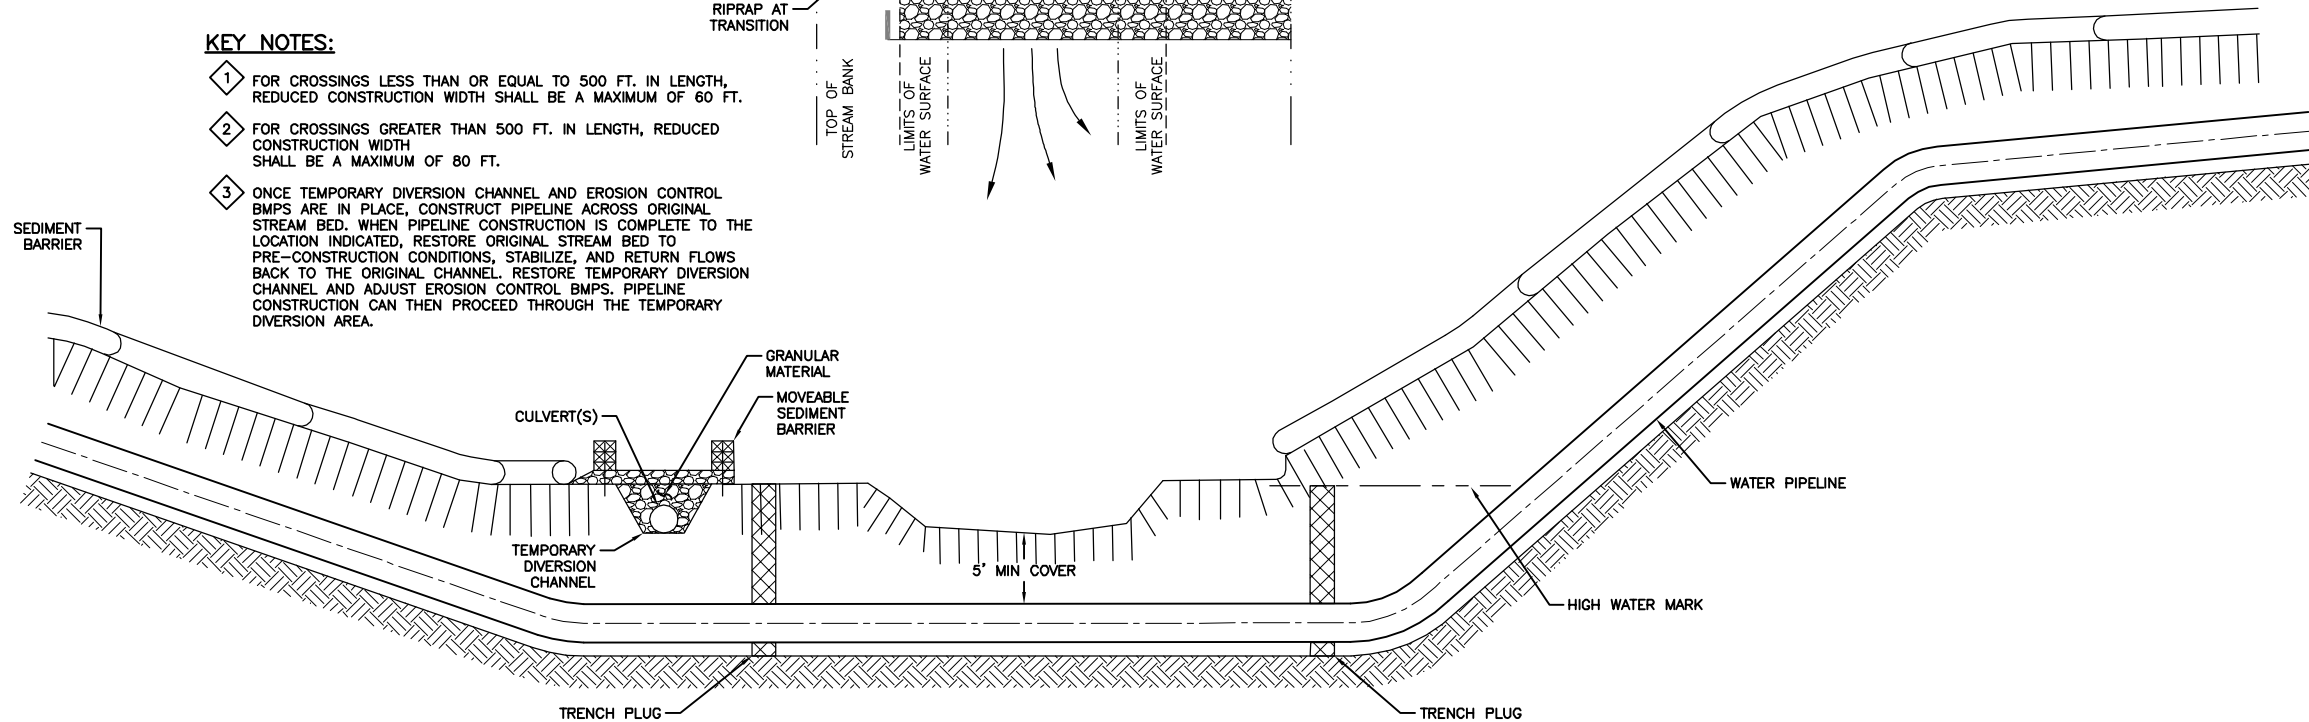 RIPRAP AT
TRANSITION
KEY NOTES:
1 FOR CROSSINGS LESS THAN OR EQUAL TO 500 FT. IN LENGTH,
REDUCED CONSTRUCTION WIDTH SHALL BE A MAXIMUM OF 60 FT.
2 FOR CROSSINGS GREATER THAN 500 FT. IN LENGTH, REDUCED
CONSTRUCTION WIDTH
SHALL BE A MAXIMUM OF 80 FT.
3 ONCE TEMPORARY DIVERSION CHANNEL AND EROSION CONTROL
BMPS ARE IN PLACE, CONSTRUCT PIPELINE ACROSS ORIGINAL
STREAM BED. WHEN PIPELINE CONSTRUCTION IS COMPLETE TO THE
LOCATION INDICATED, RESTORE ORIGINAL STREAM BED TO
PRE-CONSTRUCTION CONDITIONS, STABILIZE, AND RETURN FLOWS
BACK TO THE ORIGINAL CHANNEL. RESTORE TEMPORARY DIVERSION
CHANNEL AND ADJUST EROSION CONTROL BMPS. PIPELINE
CONSTRUCTION CAN THEN PROCEED THROUGH THE TEMPORARY
DIVERSION AREA.
TOP OF
STREAM BANK
LIMITS OF
WATER SURFACE
LIMITS OF
WATER SURFACE
SEDIMENT
BARRIER
GRANULAR
MATERIAL
MOVEABLE
SEDIMENT
BARRIER
CULVERT(S)
TEMPORARY
DIVERSION
CHANNEL
5' MIN COVER
WATER PIPELINE
HIGH WATER MARK
TRENCH PLUG
TRENCH PLUG